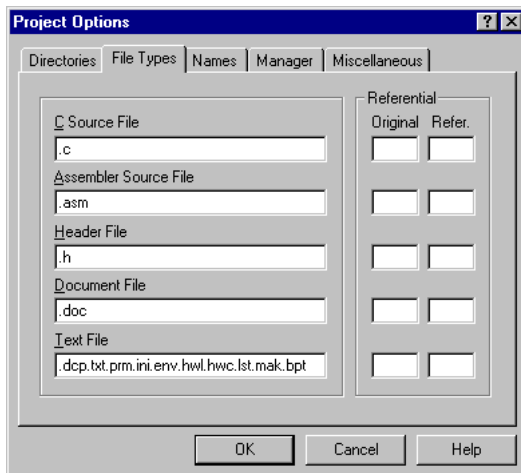 Project Options
Directories File Types Names Manager Miscellaneous
Referential
C Source File Original Refer.
.c
Assembler Source File
.asm
Header File
.h
Document File
.doc
Text File
.dcp.txt.prm.ini.env.hwl.hwc.lst.mak.bpt
OK Cancel Help